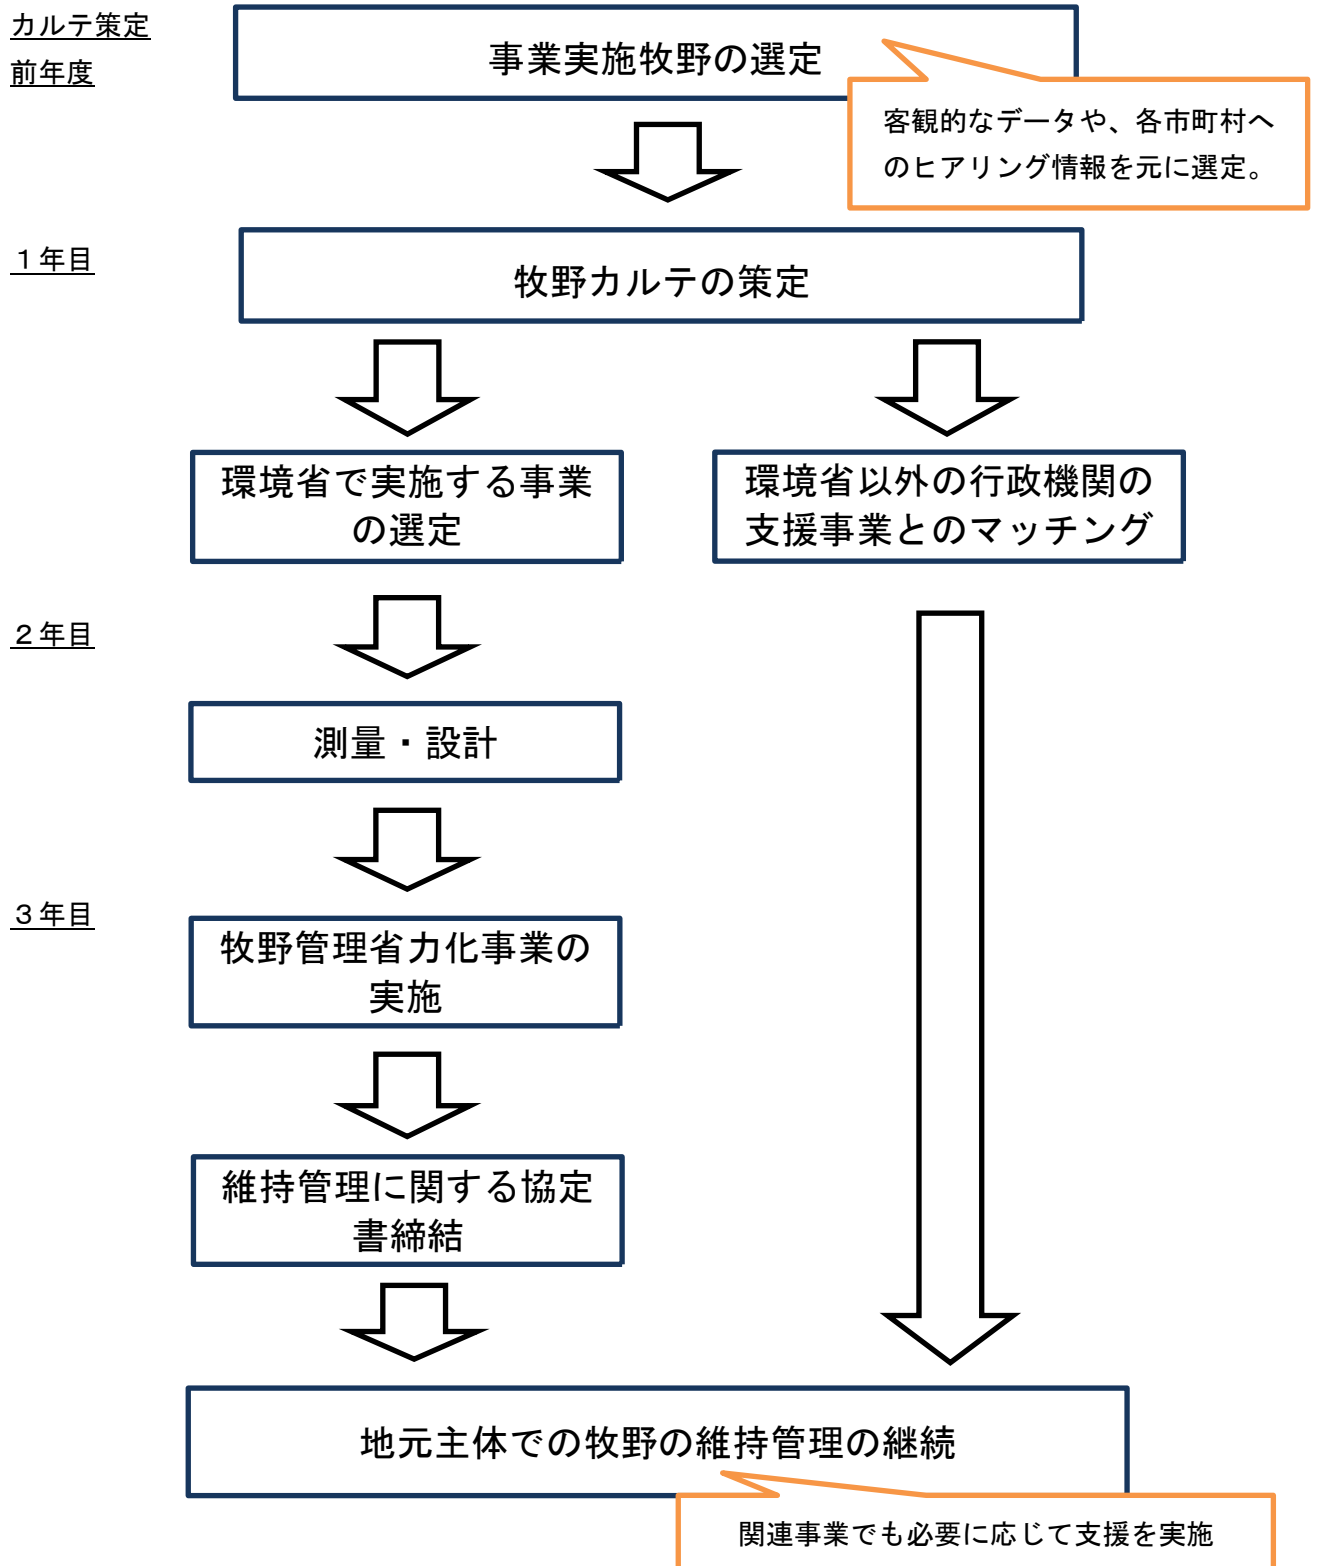 カルテ策定
前年度
事業実施牧野の選定
客観的なデータや、各市町村へ
のヒアリング情報を元に選定。
１年目
牧野カルテの策定
環境省で実施する事業
の選定
環境省以外の行政機関の
支援事業とのマッチング
２年目
測量・設計
３年目
牧野管理省力化事業の
実施
維持管理に関する協定
書締結
地元主体での牧野の維持管理の継続
関連事業でも必要に応じて支援を実施